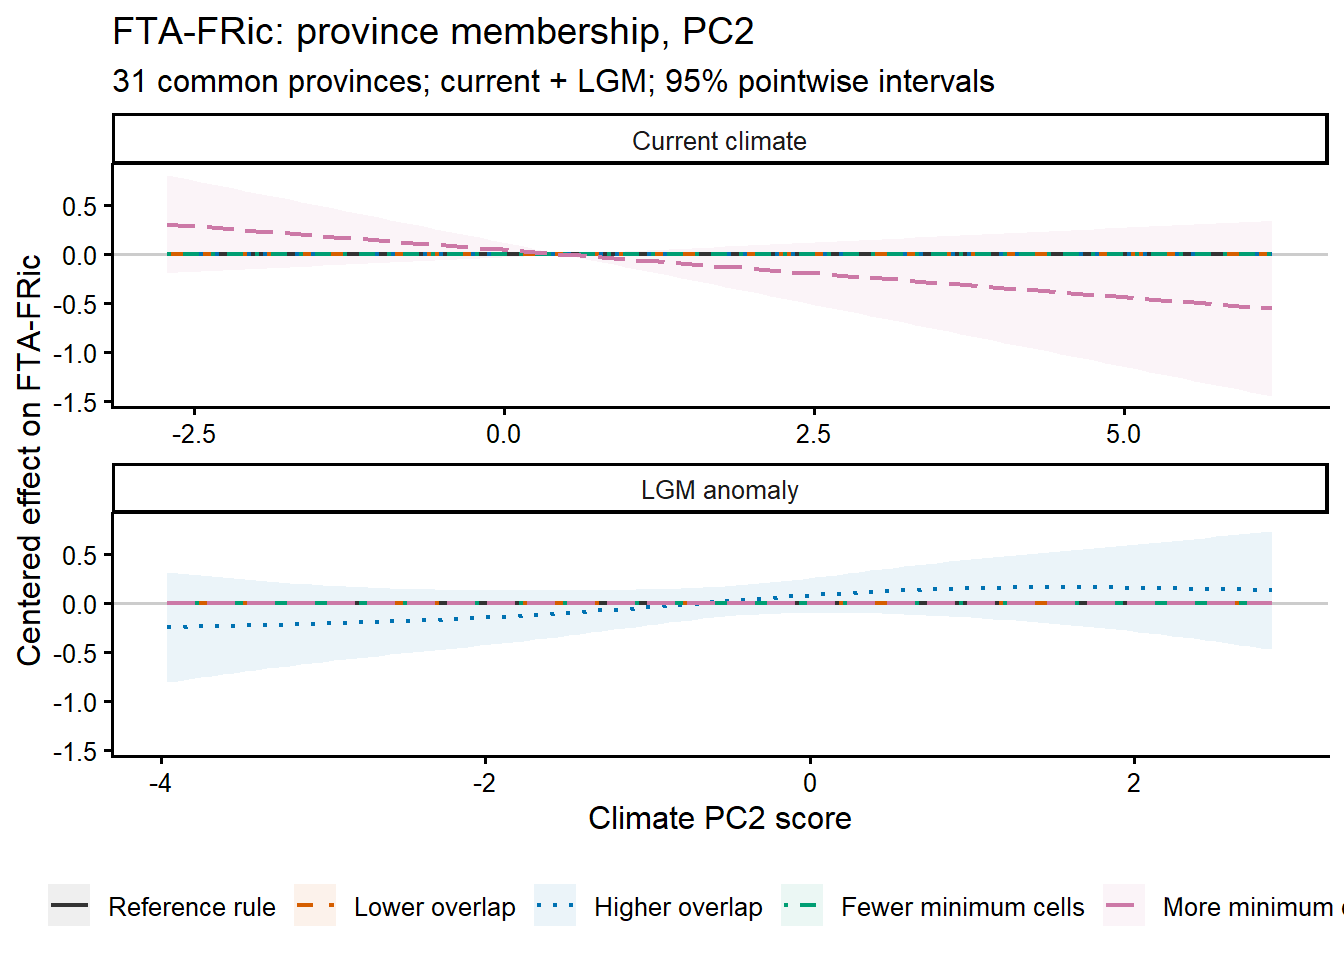 FTA-FRic: province membership, PC2
31 common provinces; current + LGM; 95% pointwise intervals
Current climate
0.5
0.0
-0.5
-1.0
-1.5
-2.5 0.0 2.5 5.0
LGM anomaly
0.5
0.0
-0.5
-1.0
-1.5
-4 -2 0 2
Centered effect on FTA-FRic
Climate PC2 score
Reference rule Lower overlap Higher overlap Fewer minimum cells More minimum